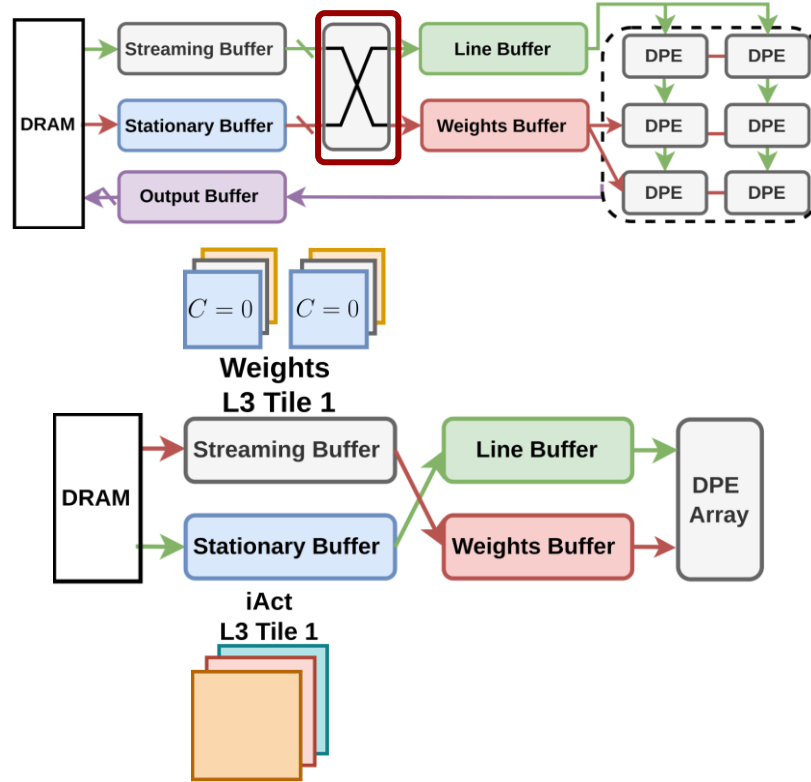 Streaming Buffer
Line Buffer
DPE DPE
DRAM
Stationary Buffer
Weights Buffer
DPE DPE
Output Buffer
DPE DPE
C = 0 C = 0
Weights
L3 Tile 1
Streaming Buffer
Line Buffer
DRAM
DPE
Array
Stationary Buffer
Weights Buffer
iAct
L3 Tile 1